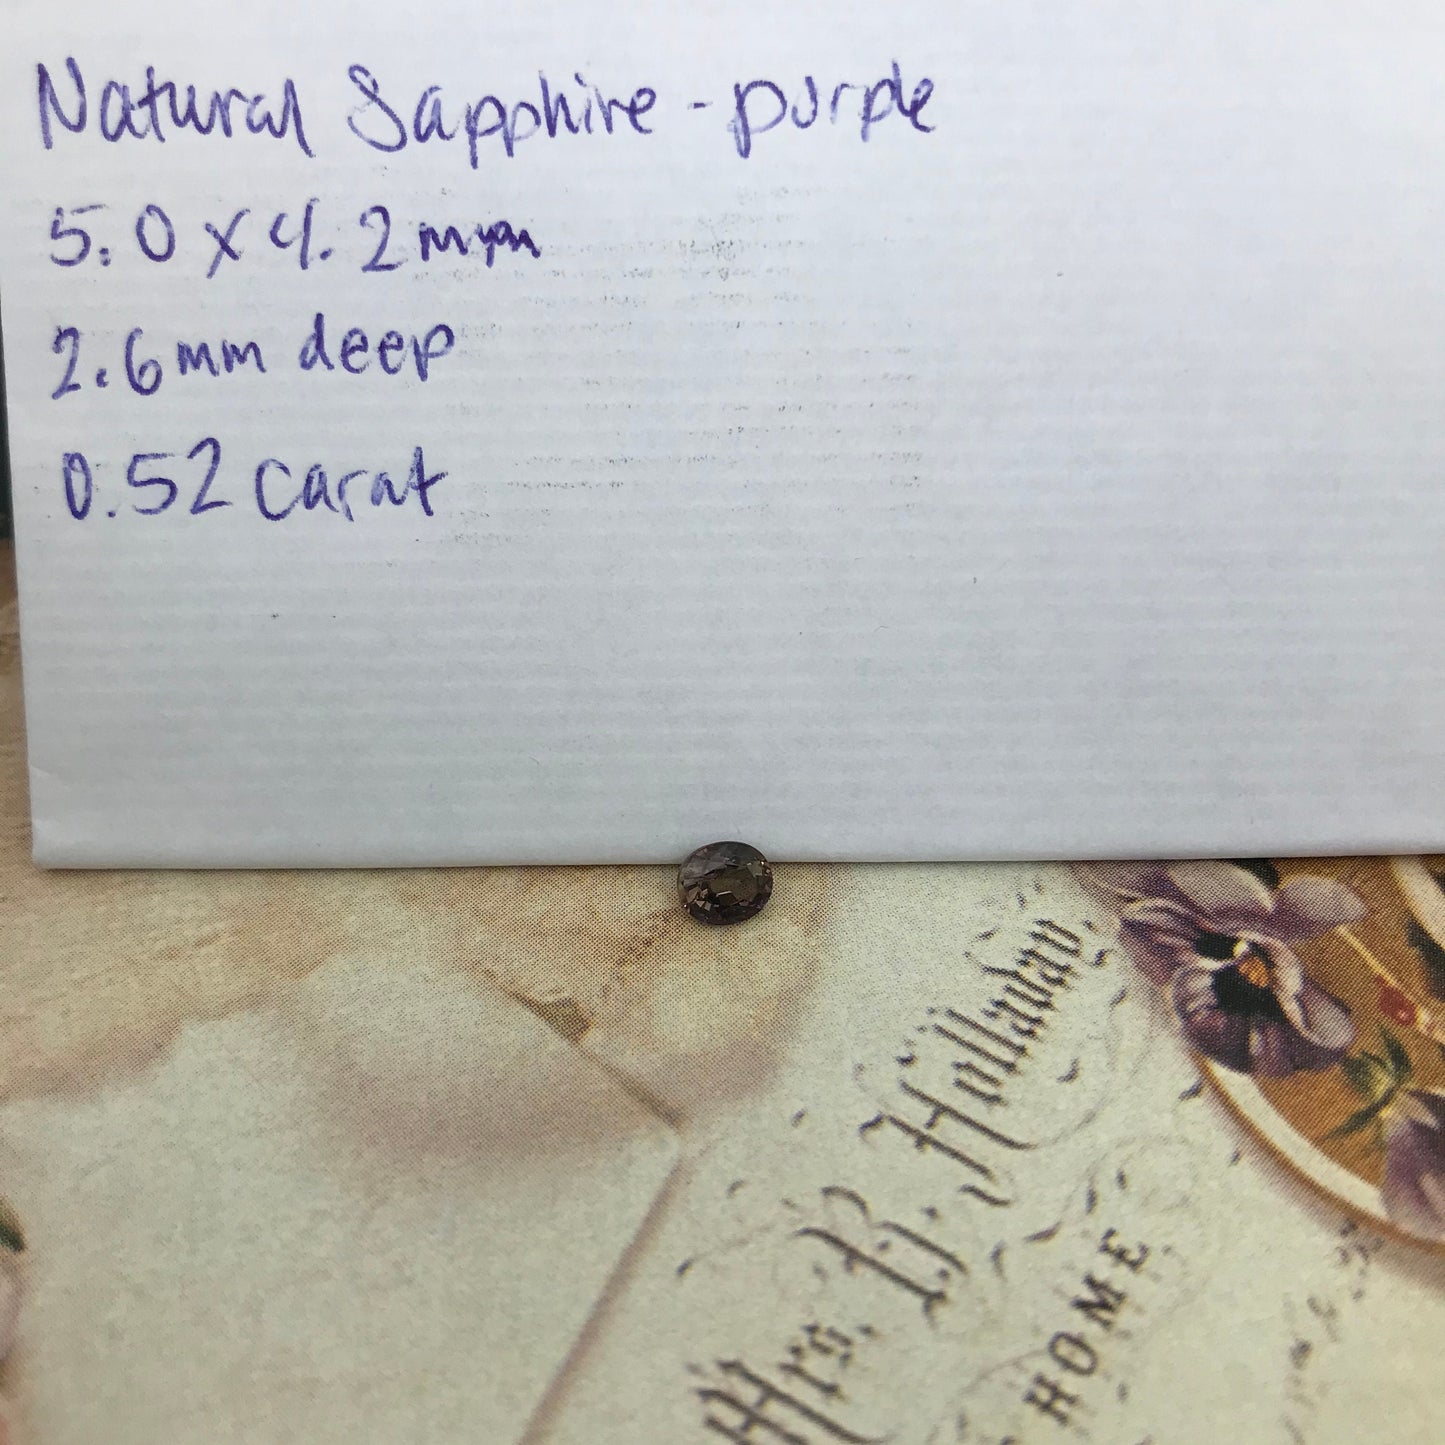 Natural Sapphire - purple
5.0 x 4.2 mm
2.6mm deep
0.52 carat
Mrs. B. Holladay,
HOME